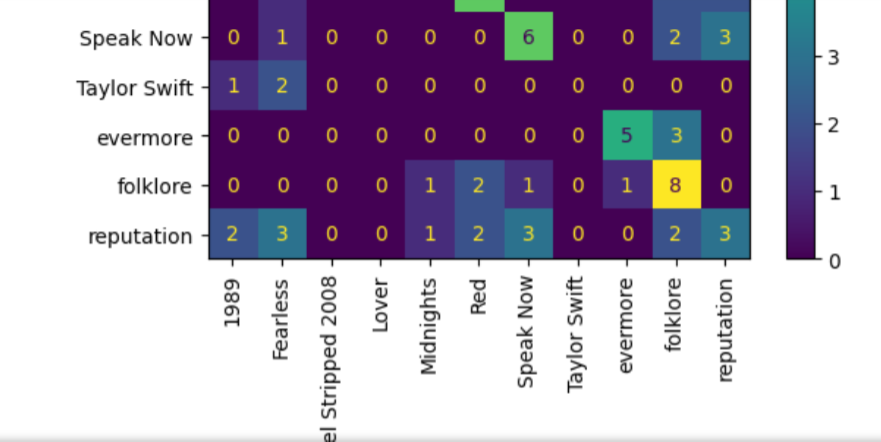 Speak Now 0 1 0 0 0 0 6 0 0 2 3
Taylor Swift 1 2 0 0 0 0 0 0 0 0 0
evermore 0 0 0 0 0 0 0 0 5 3 0
folklore 0 0 0 0 1 2 1 0 1 8 0
reputation 2 3 0 0 1 2 3 0 0 2 3
1989
Fearless
el Stripped 2008
Lover
Midnights
Red
Speak Now
Taylor Swift
evermore
folklore
reputation
3
2
1
0